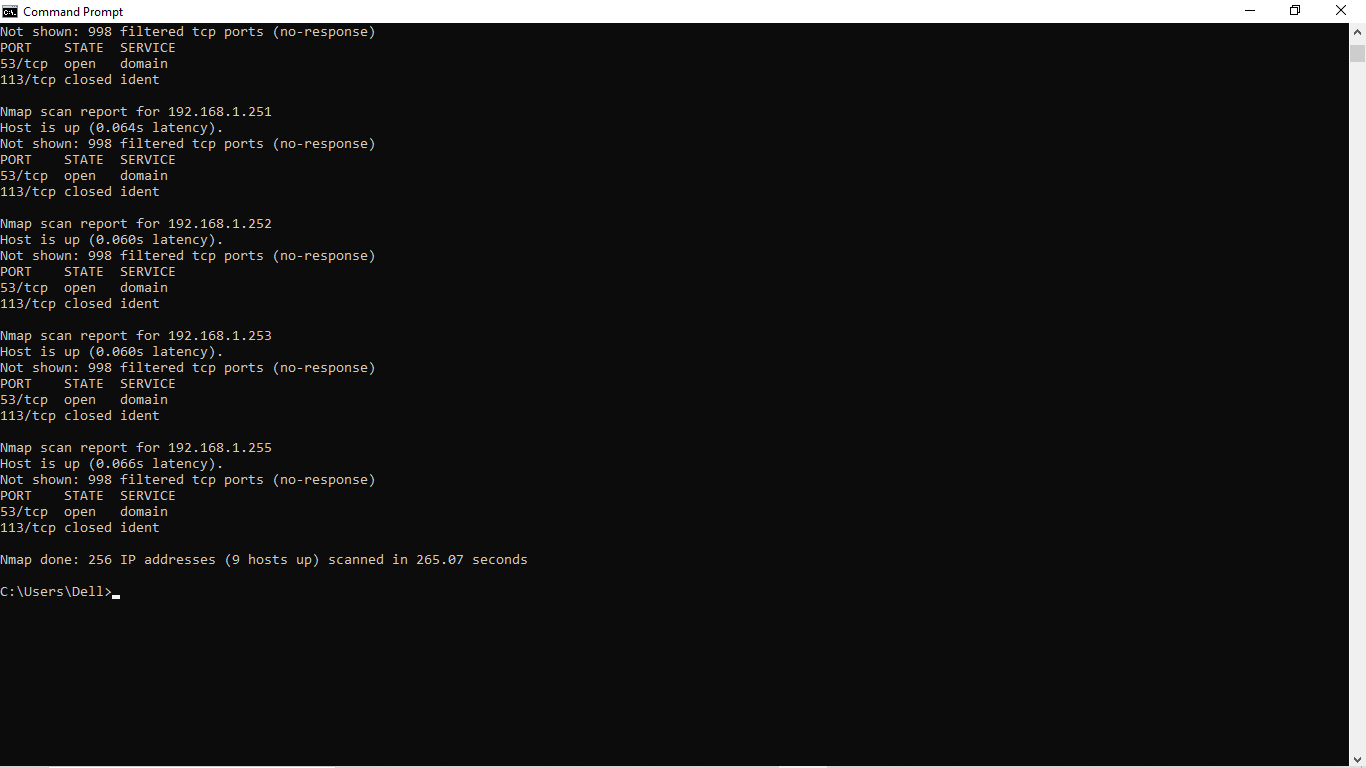 Command Prompt
Not shown: 998 filtered tcp ports (no-response)
PORT    STATE  SERVICE
53/tcp  open   domain
113/tcp closed ident

Nmap scan report for 192.168.1.251
Host is up (0.064s latency).
Not shown: 998 filtered tcp ports (no-response)
PORT    STATE  SERVICE
53/tcp  open   domain
113/tcp closed ident

Nmap scan report for 192.168.1.252
Host is up (0.060s latency).
Not shown: 998 filtered tcp ports (no-response)
PORT    STATE  SERVICE
53/tcp  open   domain
113/tcp closed ident

Nmap scan report for 192.168.1.253
Host is up (0.060s latency).
Not shown: 998 filtered tcp ports (no-response)
PORT    STATE  SERVICE
53/tcp  open   domain
113/tcp closed ident

Nmap scan report for 192.168.1.255
Host is up (0.066s latency).
Not shown: 998 filtered tcp ports (no-response)
PORT    STATE  SERVICE
53/tcp  open   domain
113/tcp closed ident

Nmap done: 256 IP addresses (9 hosts up) scanned in 265.07 seconds

C:\Users\Dell>